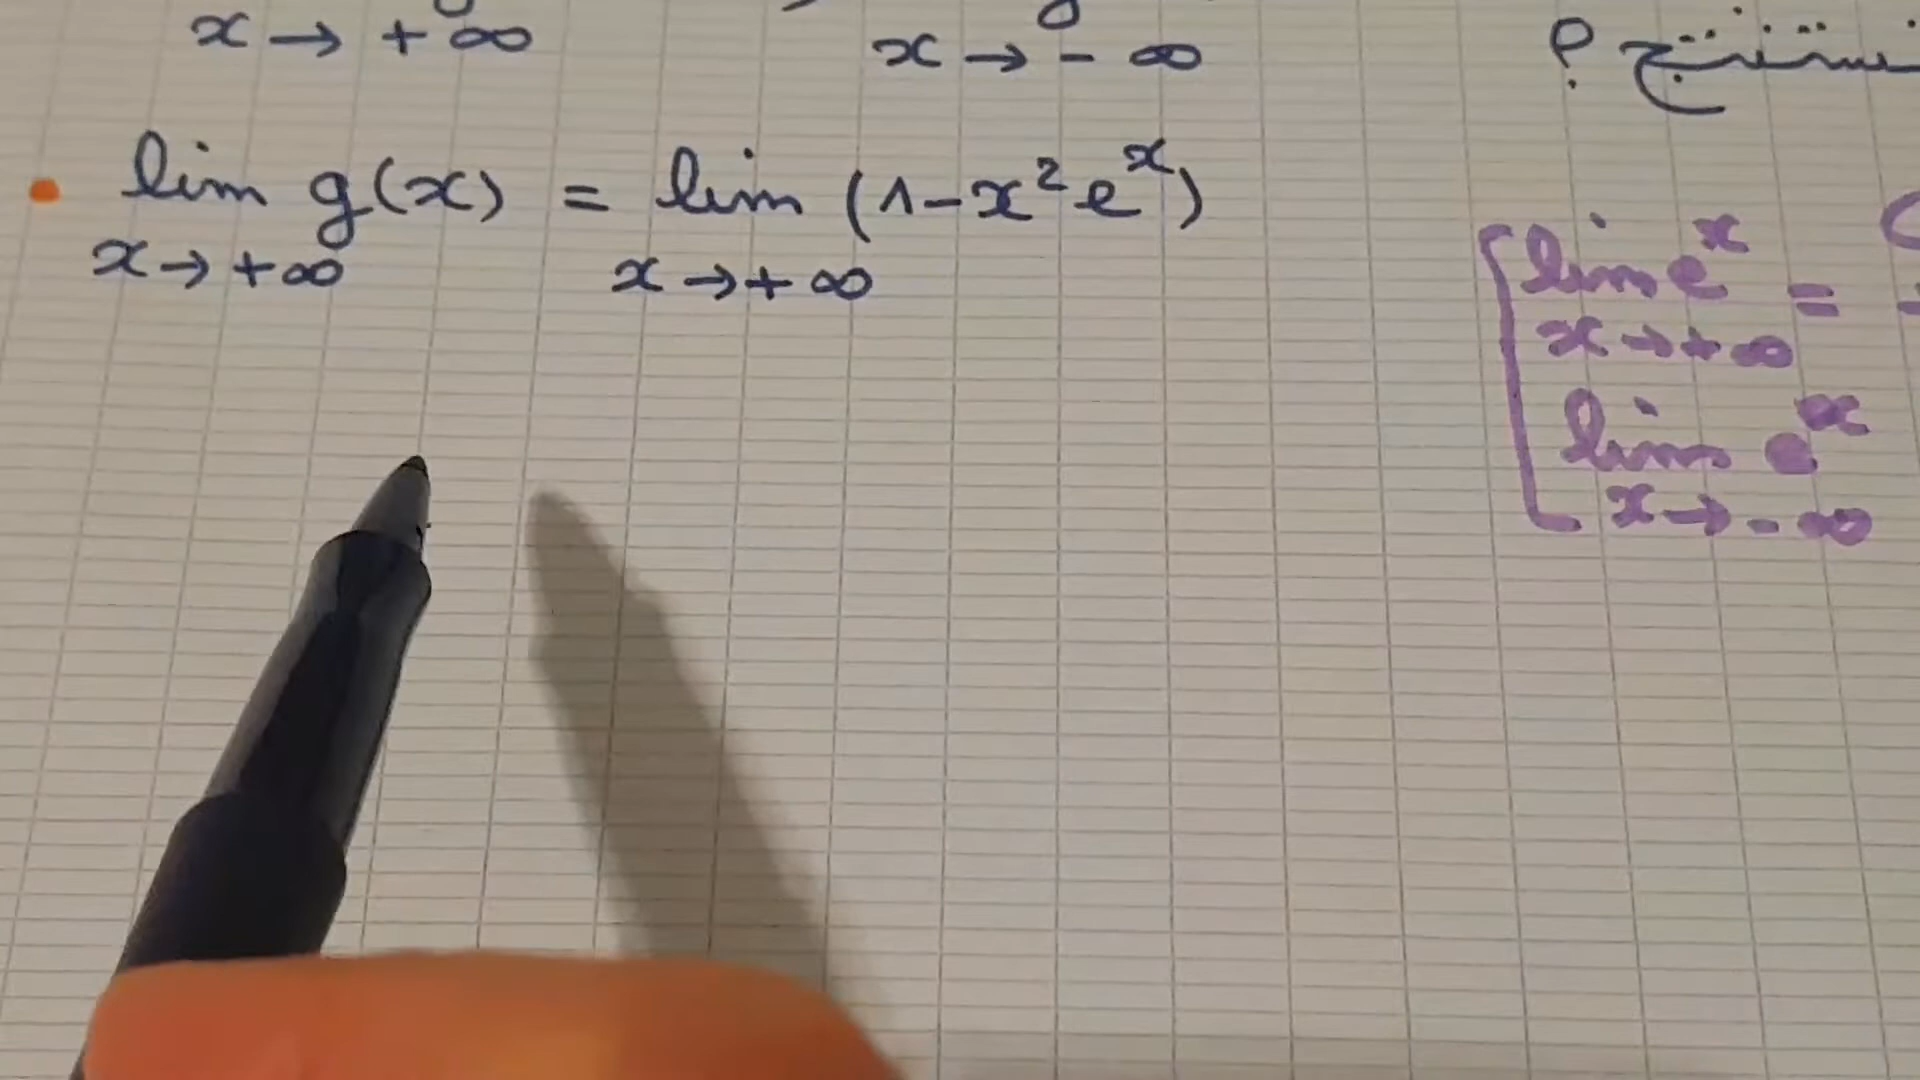 x → + ∞
x → - ∞
نستنتج ؟
• lim g(x) = lim (1-x²eˣ)
x → +∞ x → + ∞
lim eˣ =
x → +∞
lim eˣ
x → - ∞